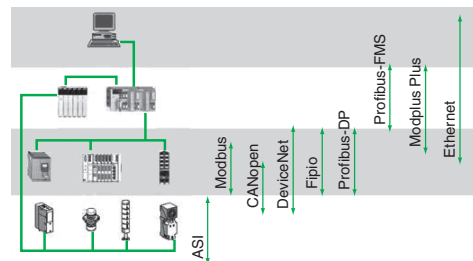 ASI
Modbus
CANopen
DeviceNet
Fipio
Profibus-DP
Profibus-FMS
Modplus Plus
Ethernet